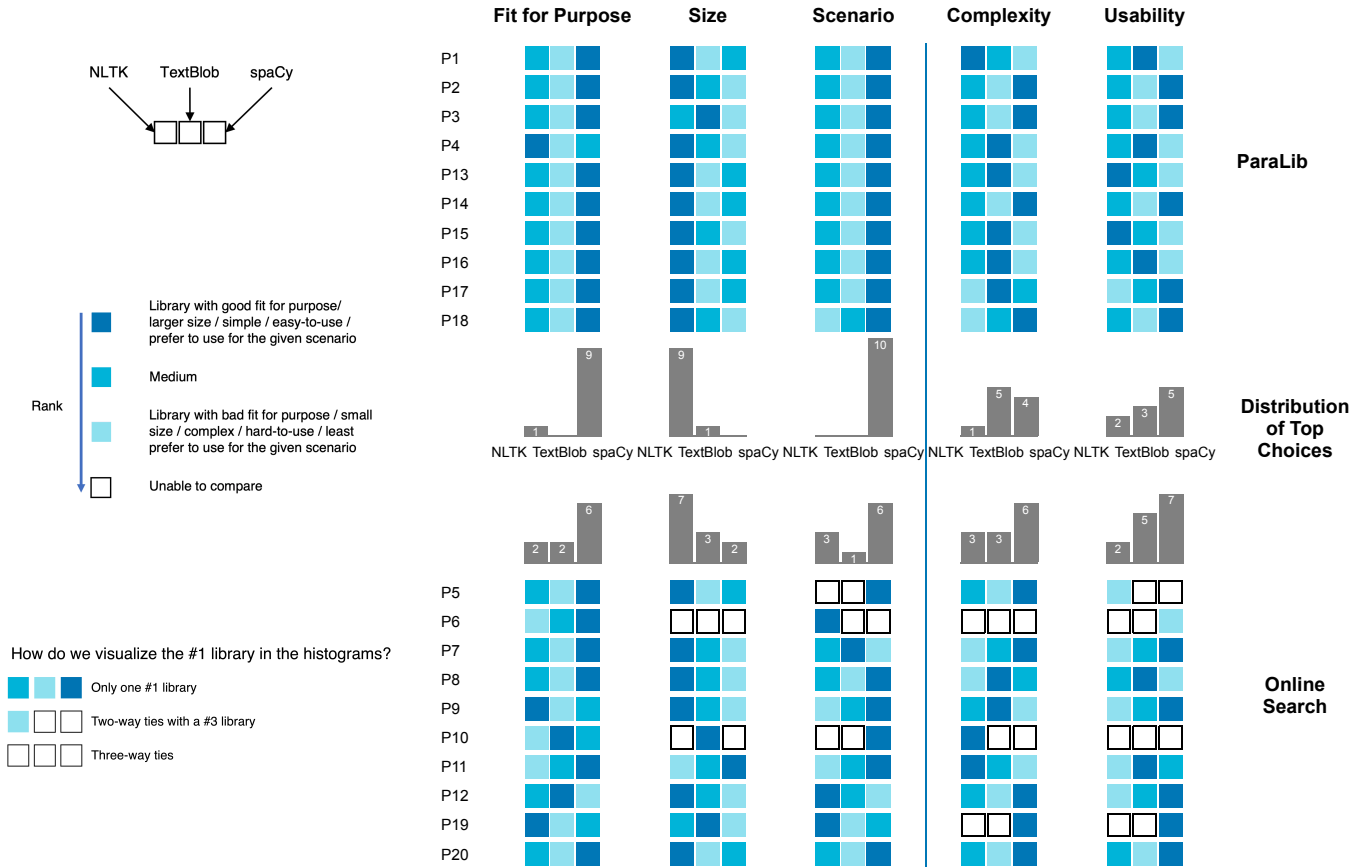 Fit for Purpose Size Scenario Complexity Usability
NLTK TextBlob spaCy
P1
P2
P3
P4
P13
P14
P15
P16
P17
P18
ParaLib
Library with good fit for purpose/
larger size / simple / easy-to-use /
prefer to use for the given scenario
Medium
Rank
Library with bad fit for purpose / small
size / complex / hard-to-use / least
prefer to use for the given scenario
Unable to compare
1 9 9 1 10 1 5 4 2 3 5
NLTK TextBlob spaCy NLTK TextBlob spaCy NLTK TextBlob spaCy NLTK TextBlob spaCy NLTK TextBlob spaCy
Distribution
of Top
Choices
2 2 6 7 3 2 3 1 6 3 3 6 2 5 7
P5
P6
P7
P8
P9
P10
P11
P12
P19
P20
Online
Search
How do we visualize the #1 library in the histograms?
Only one #1 library
Two-way ties with a #3 library
Three-way ties